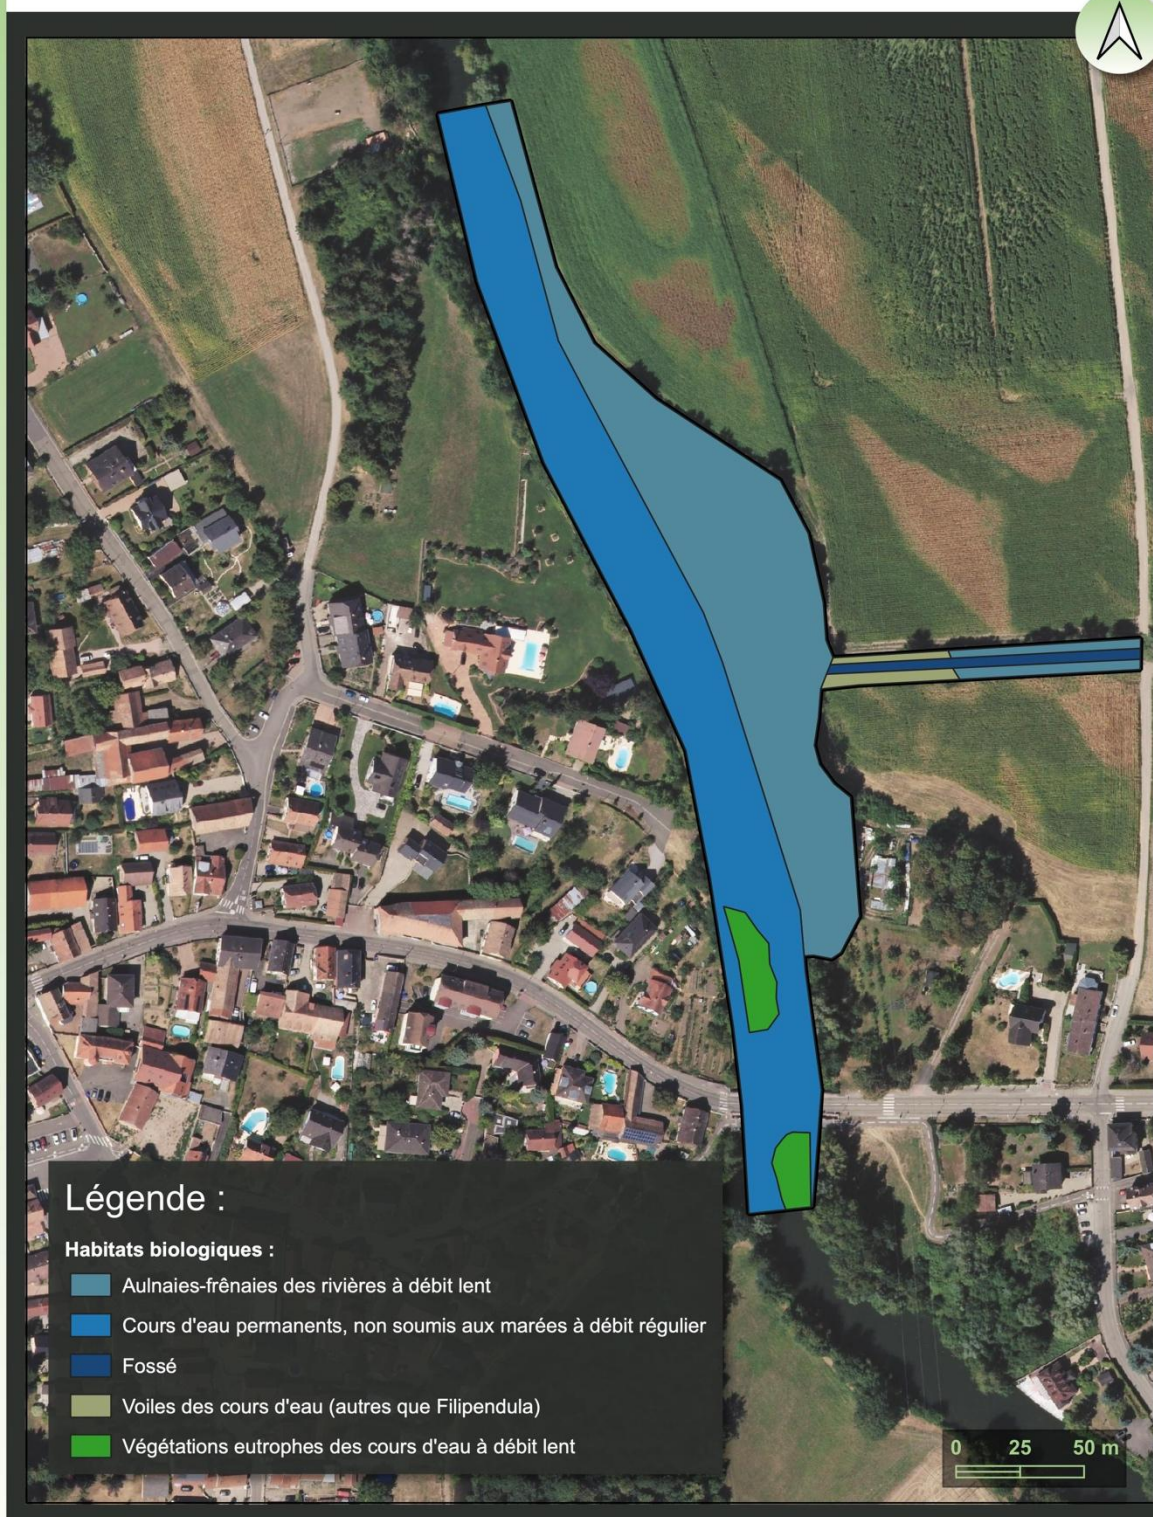 Légende :
Habitats biologiques :
Aulnaies-frênaies des rivières à débit lent
Cours d'eau permanents, non soumis aux marées à débit régulier
Fossé
Voiles des cours d'eau (autres que Filipendula)
Végétations eutrophes des cours d'eau à débit lent
0 25 50 m